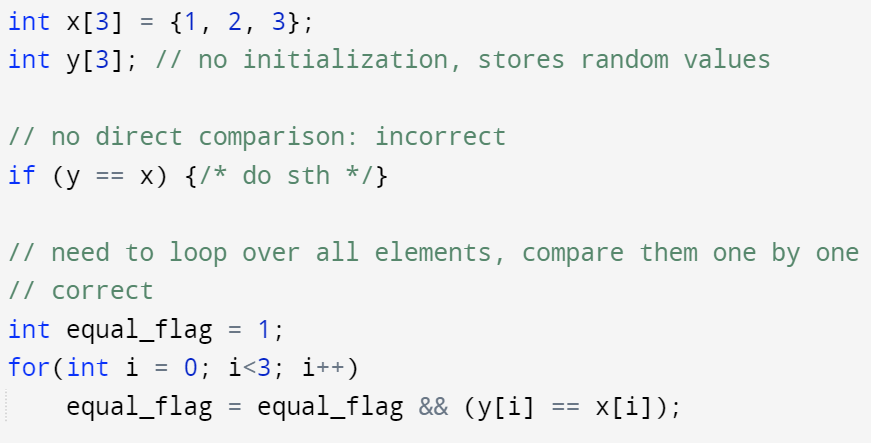 int x[3] = {1, 2, 3};
int y[3]; // no initialization, stores random values
// no direct comparison: incorrect
if (y == x) {/* do sth */}
// need to loop over all elements, compare them one by one
// correct
int equal_flag = 1;
for(int i = 0; i<3; i++)
    equal_flag = equal_flag && (y[i] == x[i]);